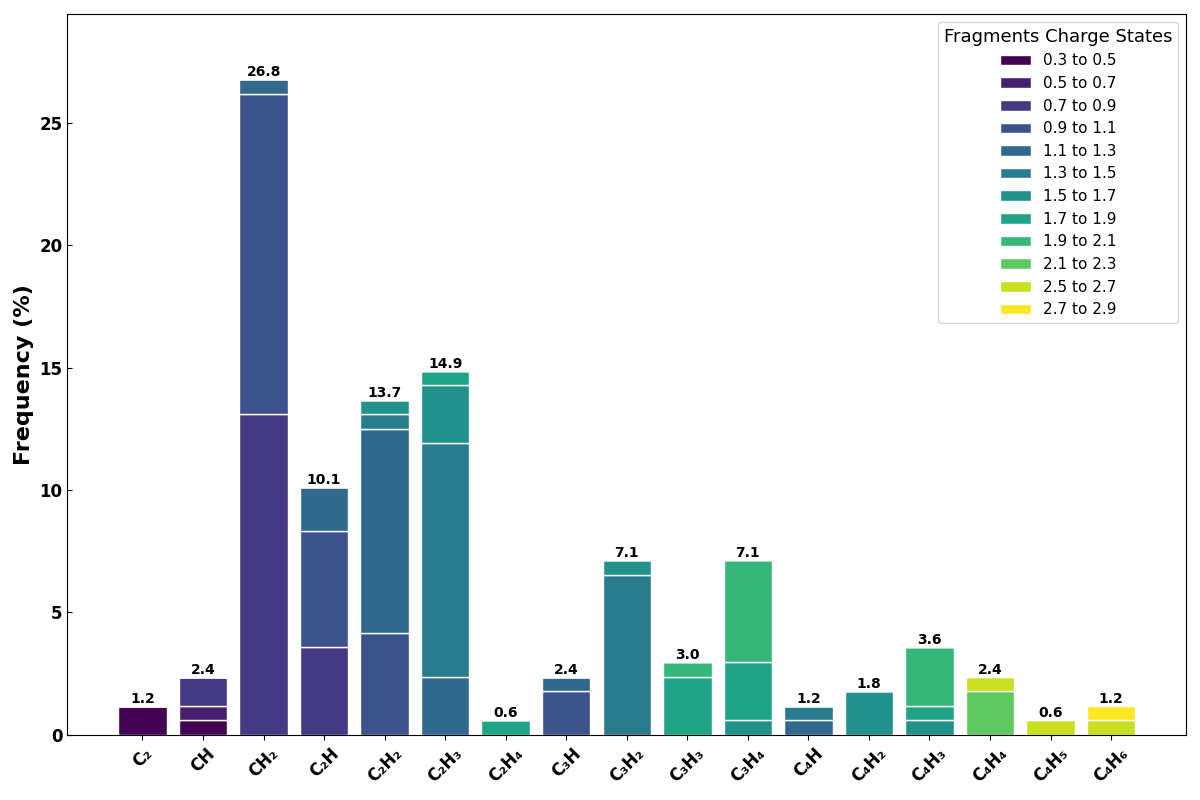 Fragments Charge States
0.3 to 0.5
0.5 to 0.7
0.7 to 0.9
0.9 to 1.1
1.1 to 1.3
1.3 to 1.5
1.5 to 1.7
1.7 to 1.9
1.9 to 2.1
2.1 to 2.3
2.5 to 2.7
2.7 to 2.9
Frequency (%)
25
20
15
10
5
0
1.2
2.4
26.8
10.1
13.7
14.9
0.6
2.4
7.1
3.0
7.1
1.2
1.8
3.6
2.4
0.6
1.2
C₂
CH
CH₂
C₂H
C₂H₂
C₂H₃
C₂H₄
C₃H
C₃H₂
C₃H₃
C₃H₄
C₄H
C₄H₂
C₄H₃
C₄H₄
C₄H₅
C₄H₆